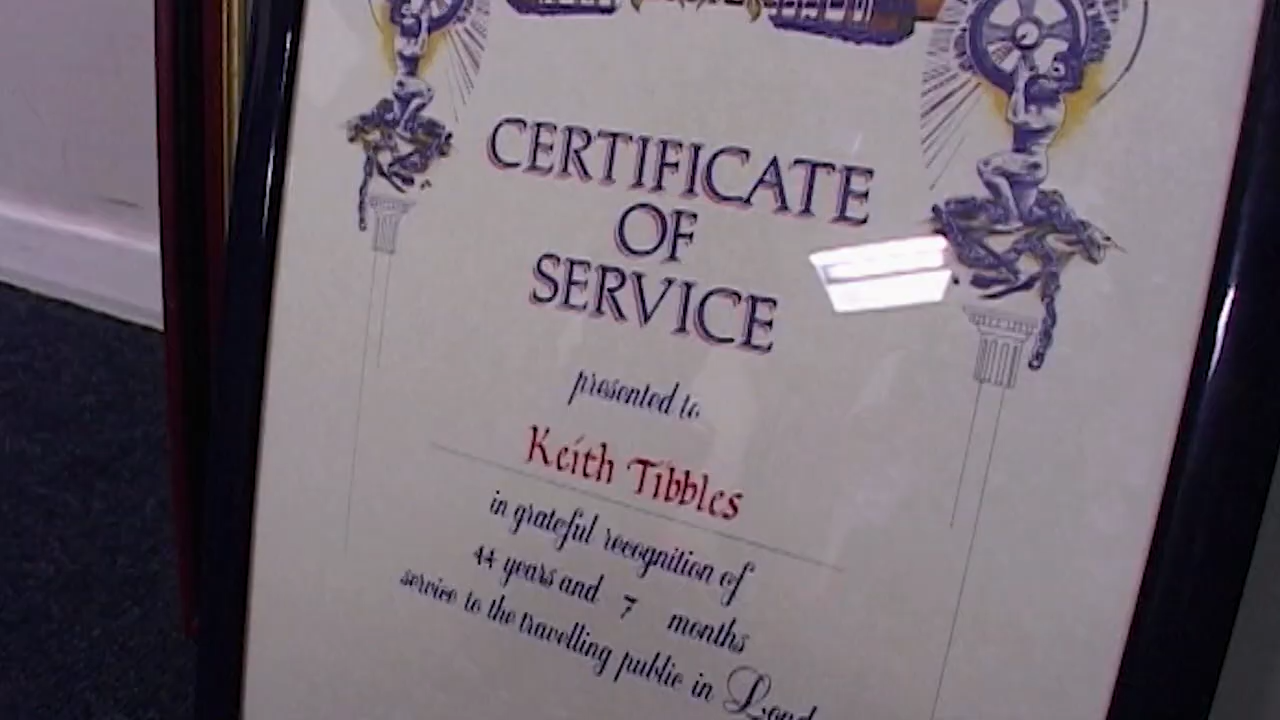 CERTIFICATE
OF
SERVICE
presented to
Keith Tibbles
in grateful recognition of
44 years and 7 months
service to the travelling public in